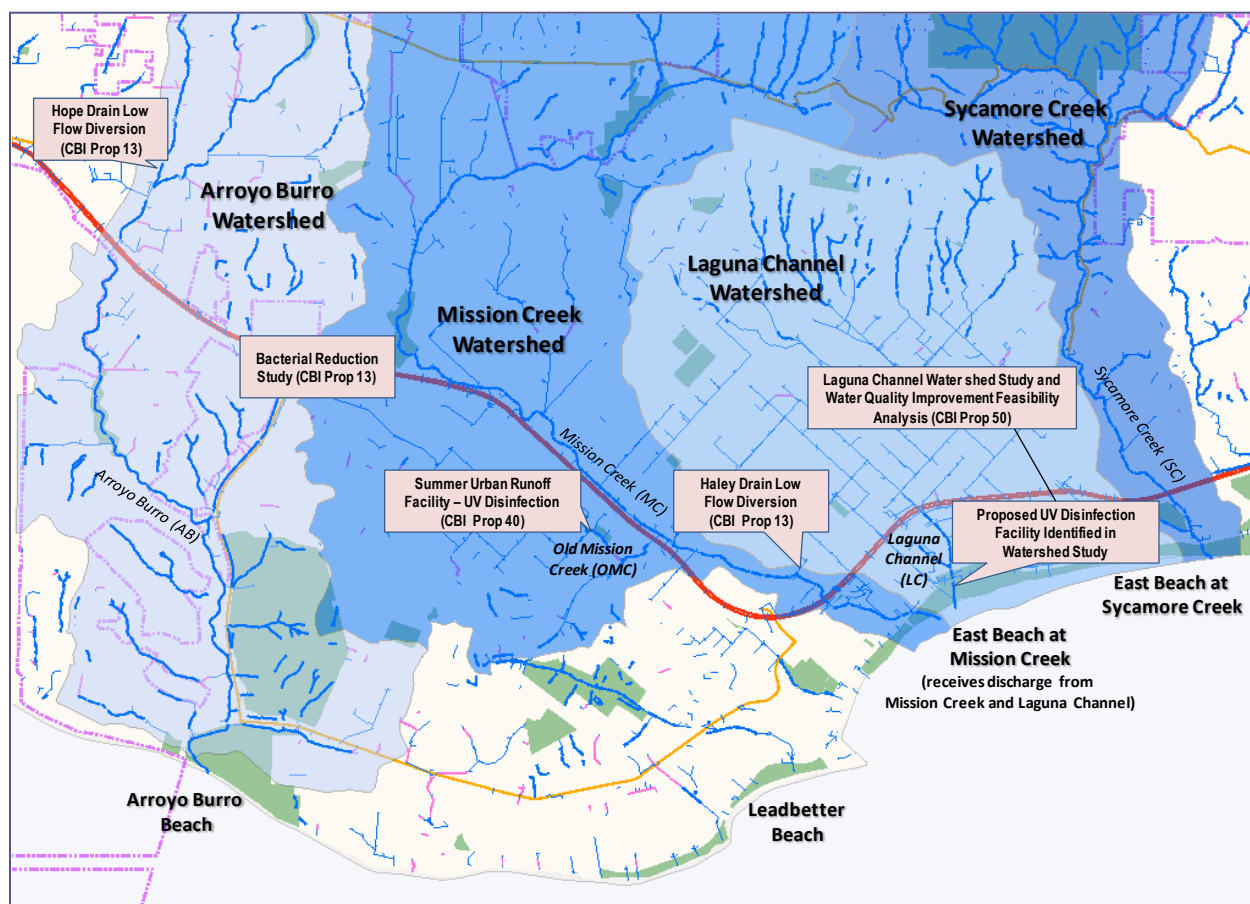 Hope Drain Low
Flow Diversion
(CBI Prop 13)
Arroyo Burro
Watershed
Sycamore Creek
Watershed
Laguna Channel
Watershed
Mission Creek
Watershed
Bacterial Reduction
Study (CBI Prop 13)
Laguna Channel Water shed Study and
Water Quality Improvement Feasibility
Analysis (CBI Prop 50)
Sycamore Creek (SC)
Mission Creek (MC)
Arroyo Burro (AB)
Summer Urban Runoff
Facility – UV Disinfection
(CBI Prop 40)
Haley Drain Low
Flow Diversion
(CBI Prop 13)
Old Mission
Creek (OMC)
Laguna
Channel
(LC)
Proposed UV Disinfection
Facility Identified in
Watershed Study
East Beach at
Sycamore Creek
East Beach at
Mission Creek
(receives discharge from
Mission Creek and Laguna Channel)
Arroyo Burro
Beach
Leadbetter
Beach